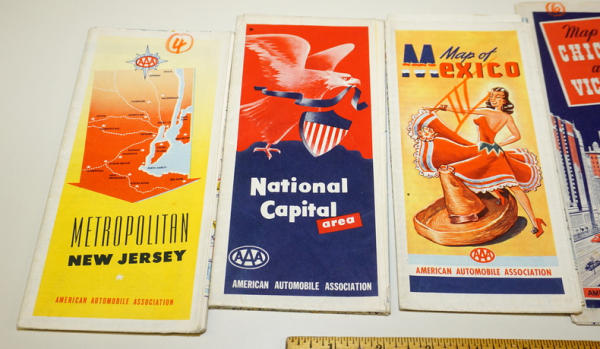 4
AAA
METROPOLITAN
NEW JERSEY
AMERICAN AUTOMOBILE ASSOCIATION
National
Capital
area
AAA
AMERICAN AUTOMOBILE ASSOCIATION
Map of
Mexico
AAA
AMERICAN AUTOMOBILE ASSOCIATION
Map
CHIC
VIC